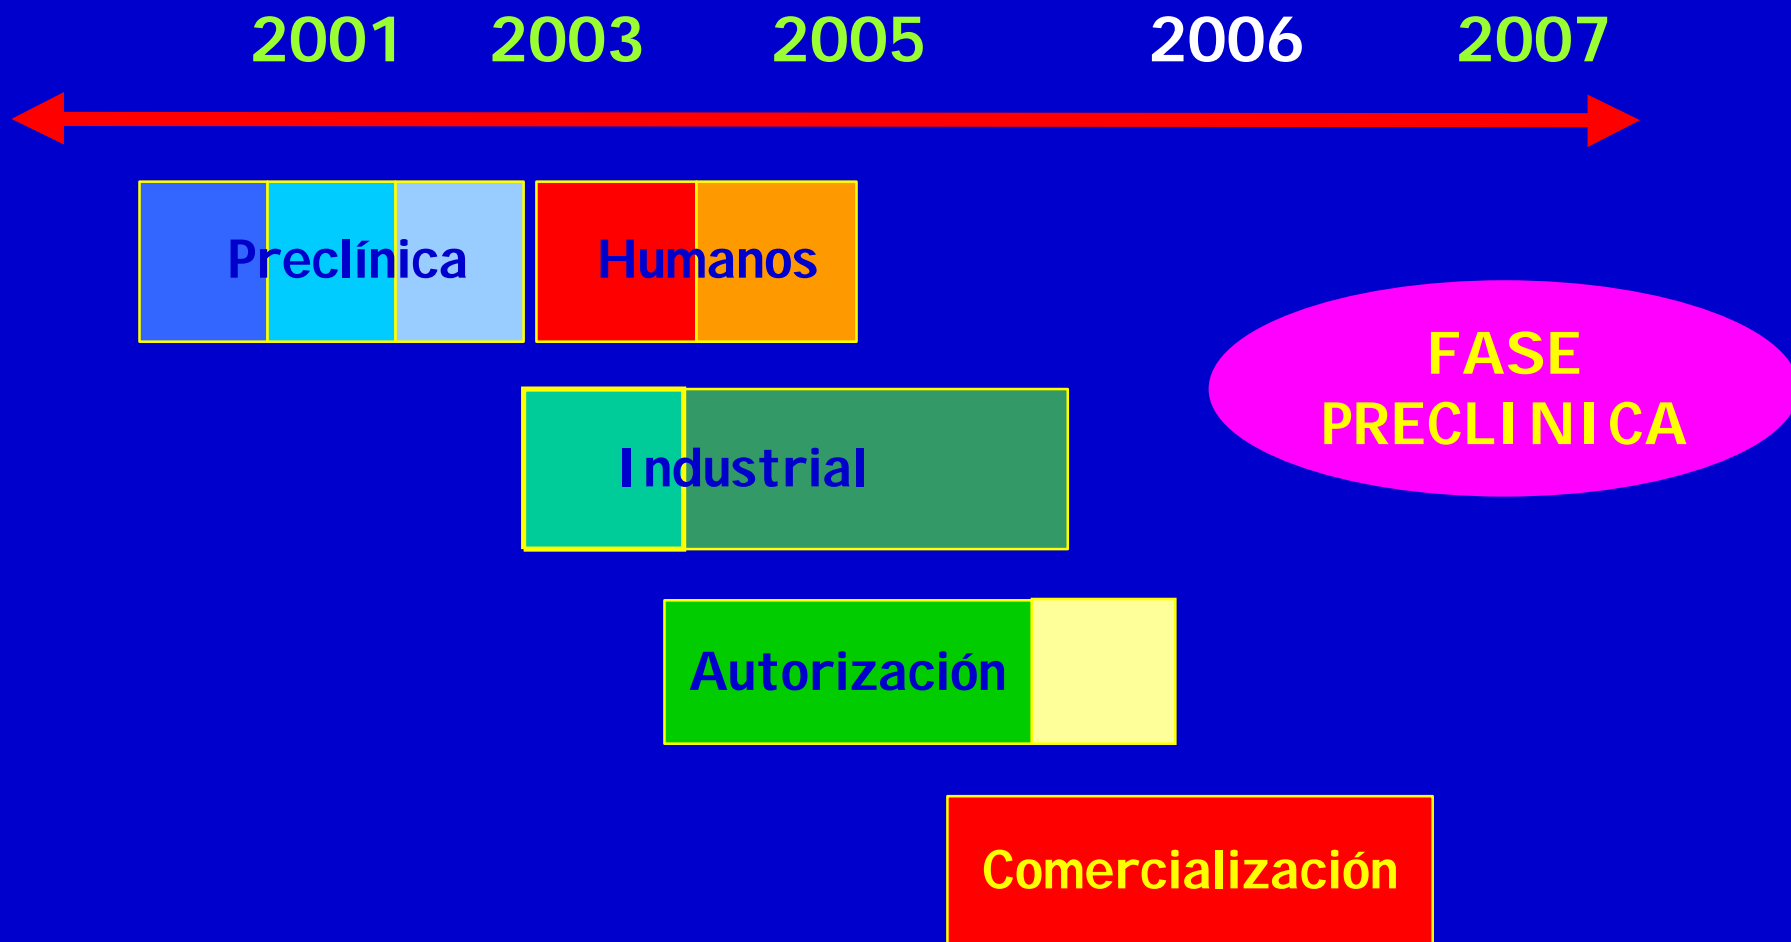 2001 2003 2005 2006 2007
Preclínica Humanos
FASE
PRECLINICA
Industrial
Autorización
Comercialización